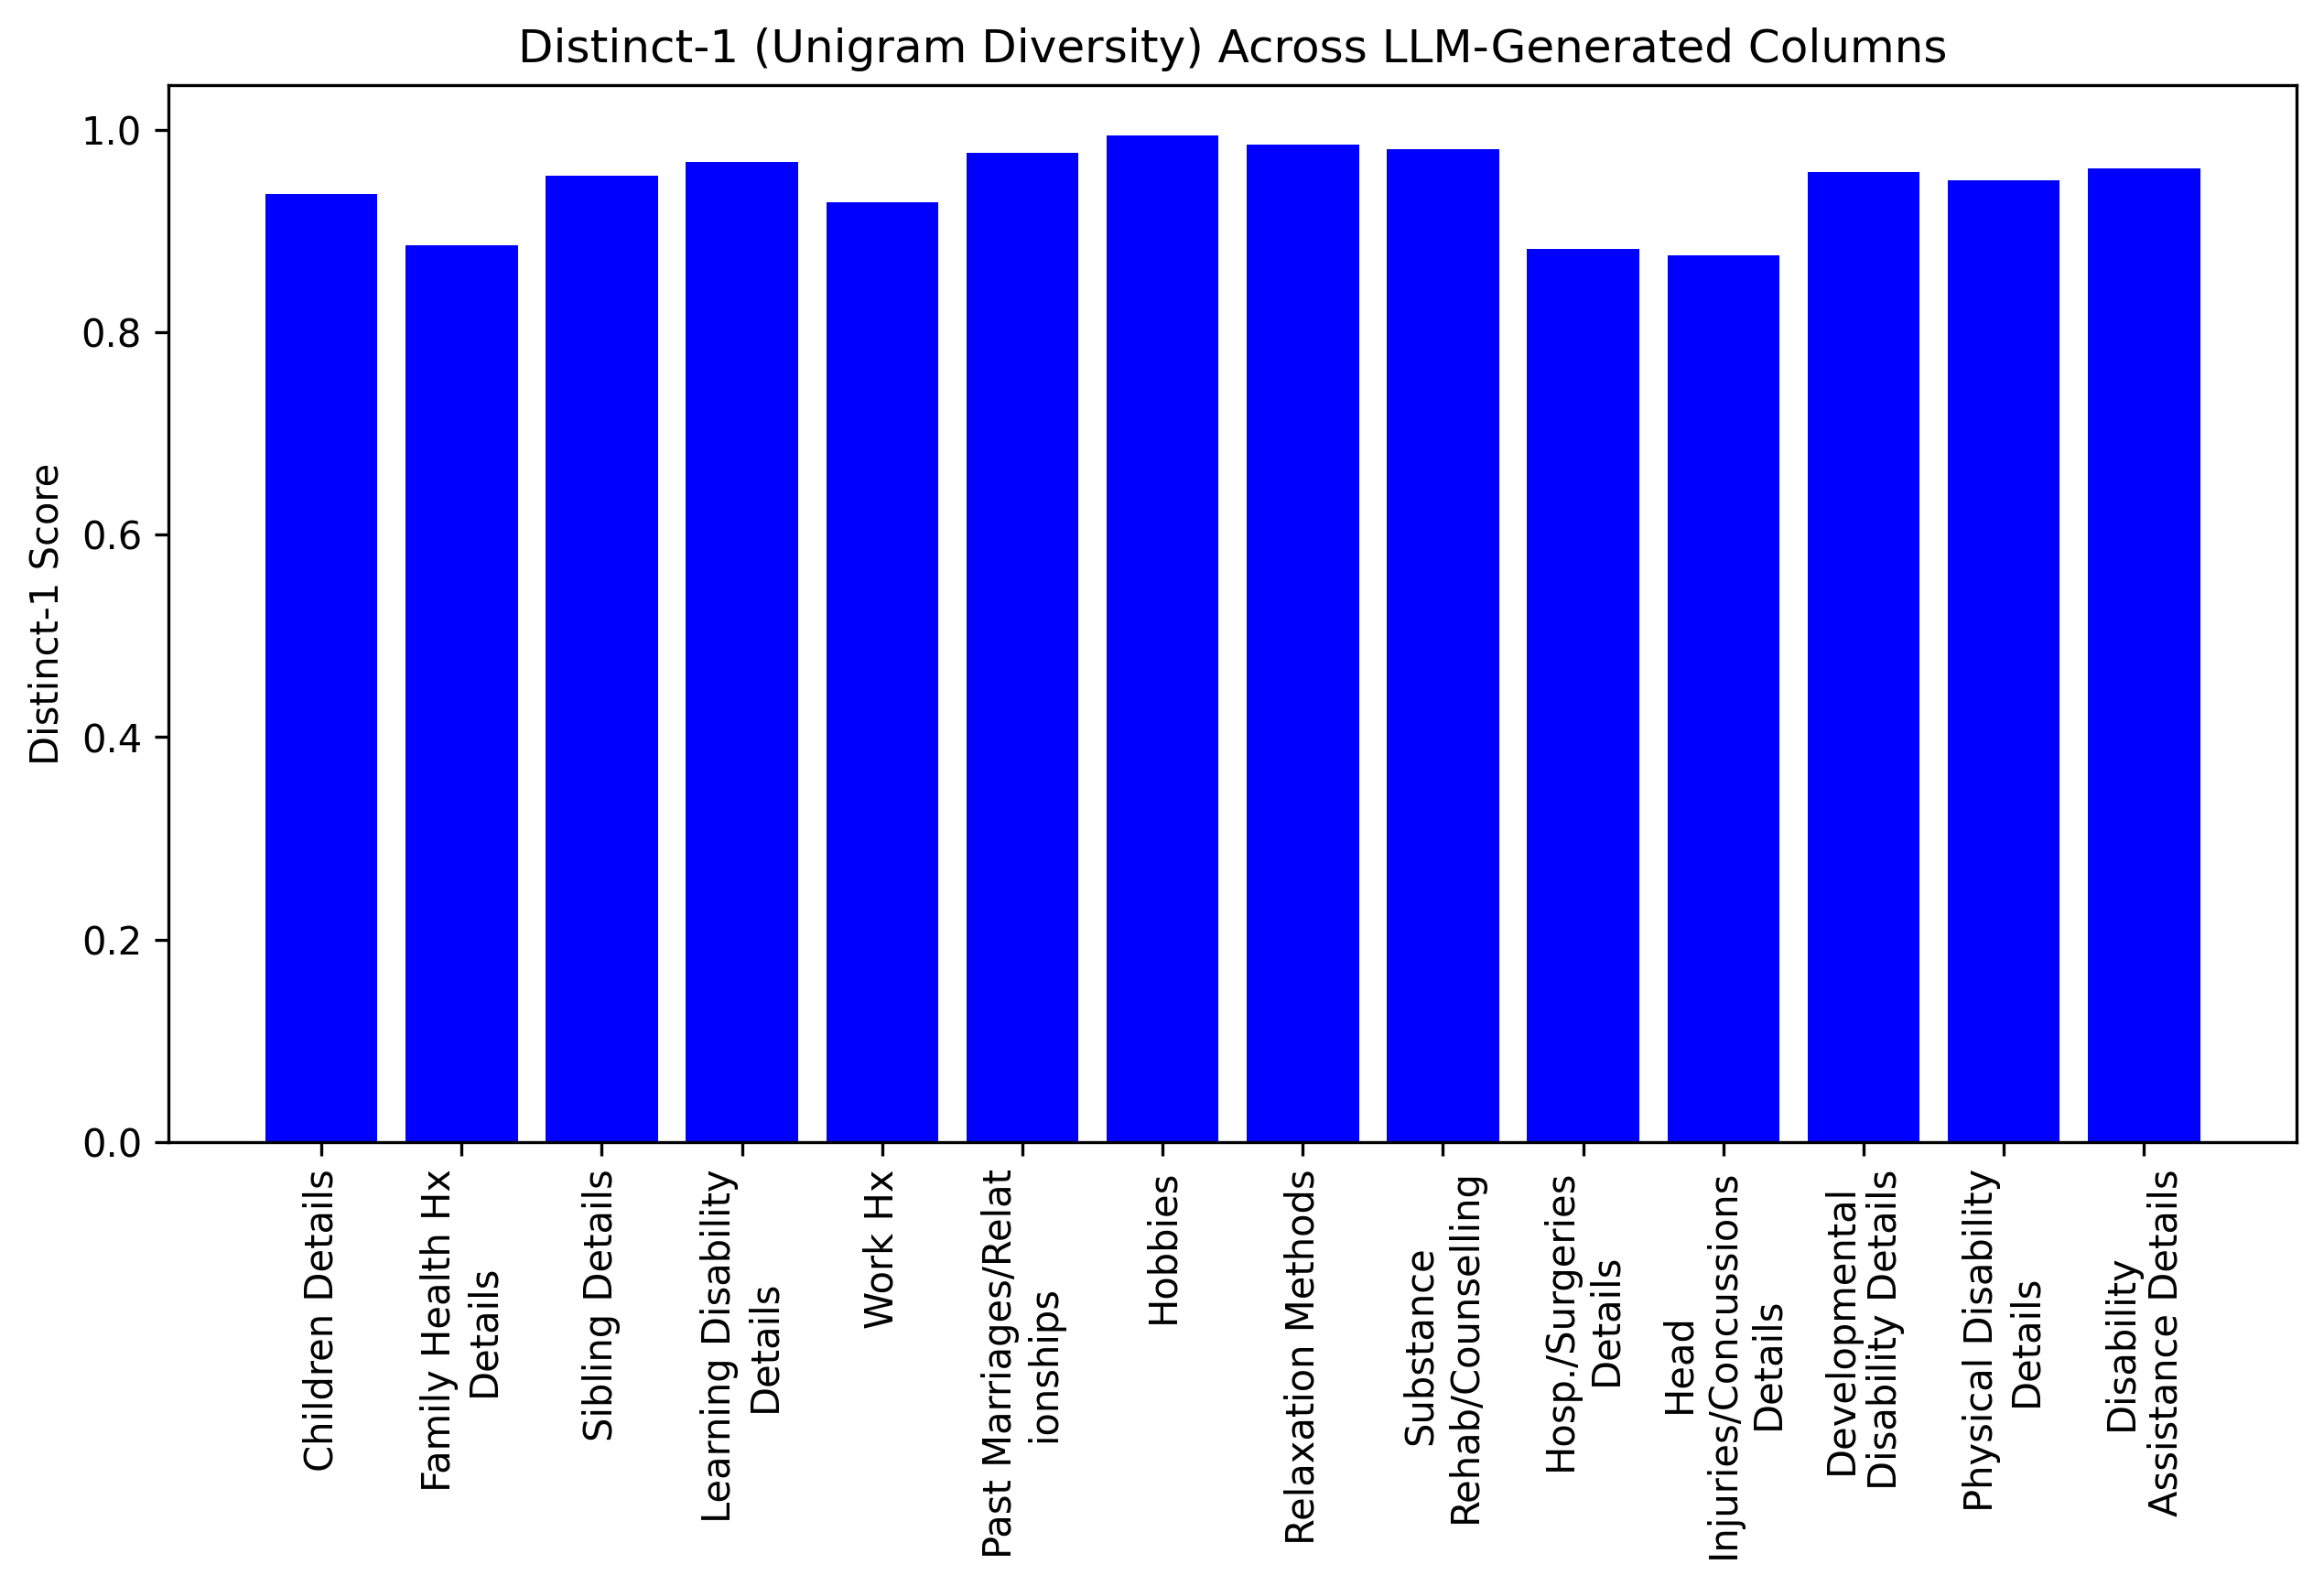 Distinct-1 (Unigram Diversity) Across LLM-Generated Columns
Distinct-1 Score
1.0
0.8
0.6
0.4
0.2
0.0
Children Details
Family Health Hx
Details
Sibling Details
Learning Disability
Details
Work Hx
Past Marriages/Relat
ionships
Hobbies
Relaxation Methods
Substance
Rehab/Counselling
Hosp./Surgeries
Details
Head
Injuries/Concussions
Details
Developmental
Disability Details
Physical Disability
Details
Disability
Assistance Details